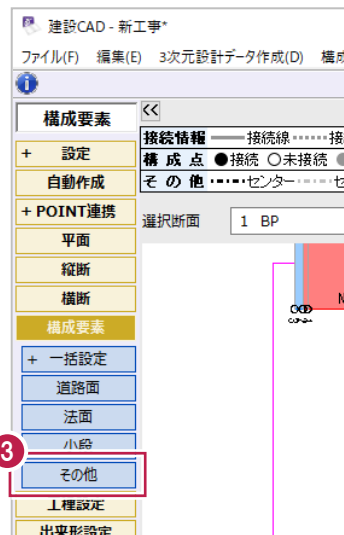 建設CAD - 新工事*
ファイル(F) 編集(E) 3次元設計データ作成(D) 構成
構成要素
<<
+ 設定
自動作成
+ POINT連携
平面
縦断
横断
構成要素
+ 一括設定
道路面
法面
小段
その他
工種設定
出来形設定
3
接続情報 接続線 接
構成点 ●接続 ○未接続
その他 センター セ
選択断面 1 BP